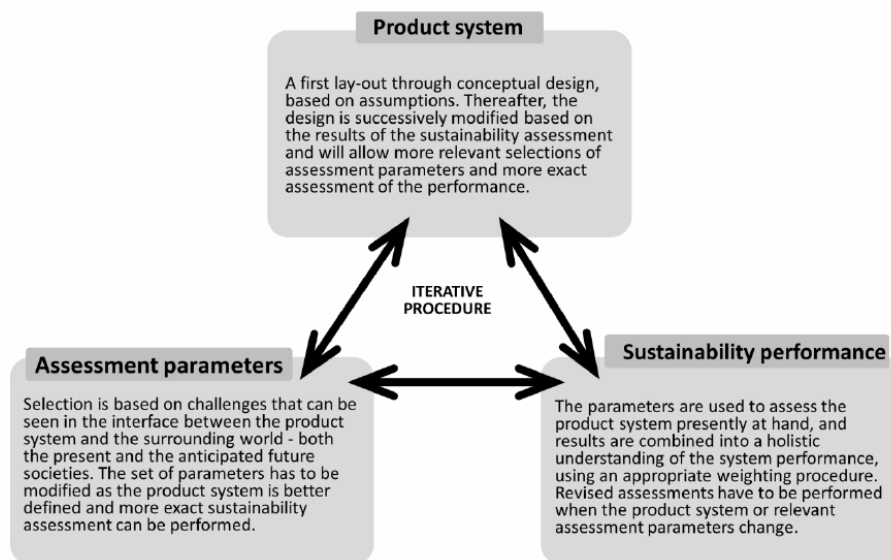 Product system
A first lay-out through conceptual design,
based on assumptions. Thereafter, the
design is successively modified based on
the results of the sustainability assessment
and will allow more relevant selections of
assessment parameters and more exact
assessment of the performance.
ITERATIVE
PROCEDURE
Assessment parameters
Selection is based on challenges that can be
seen in the interface between the product
system and the surrounding world - both
the present and the anticipated future
societies. The set of parameters has to be
modified as the product system is better
defined and more exact sustainability
assessment can be performed.
Sustainability performance
The parameters are used to assess the
product system presently at hand, and
results are combined into a holistic
understanding of the system performance,
using an appropriate weighting procedure.
Revised assessments have to be performed
when the product system or relevant
assessment parameters change.